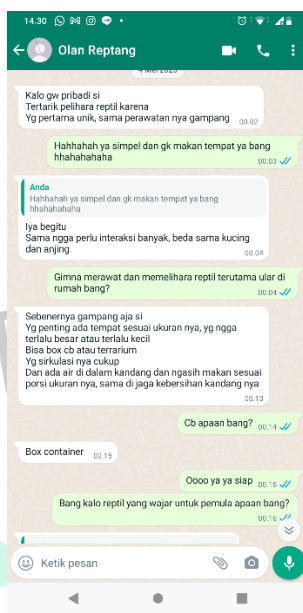 14.30
Olan Reptang
4 Mei 2023
Kalo gw pribadi si
Tertarik pelihara reptil karena
Yg pertama unik, sama perawatan nya gampang 00.02
Hahhahah ya simpel dan gk makan tempat ya bang
hhahahahaha 00.03
Anda
Hahhahah ya simpel dan gk makan tempat ya bang
hhahahahaha
Iya begitu
Sama ngga perlu interaksi banyak, beda sama kucing
dan anjing 00.04
Gimna merawat dan memelihara reptil terutama ular di
rumah bang? 00.04
Sebenernya gampang aja si
Yg penting ada tempat sesuai ukuran nya, yg ngga
terlalu besar atau terlalu kecil
Bisa box cb atau terrarium
Yg sirkulasi nya cukup
Dan ada air di dalam kandang dan ngasih makan sesuai
porsi ukuran nya, sama di jaga kebersihan kandang nya
00.13
Cb apaan bang? 00.14
Box container 00.15
Oooo ya ya siap 00.16
Bang kalo reptil yang wajar untuk pemula apaan bang?
00.16
Ketik pesan